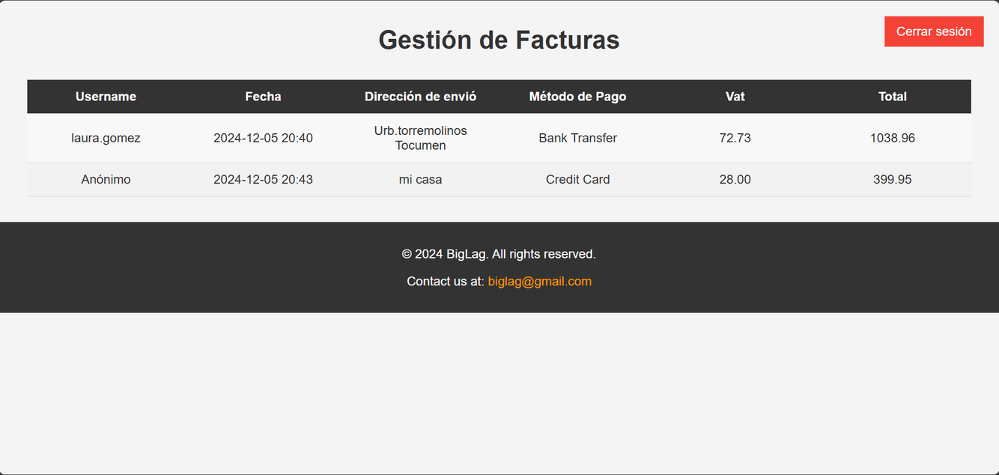 Cerrar sesión
Gestión de Facturas
Username Fecha Dirección de envió Método de Pago Vat Total
laura.gomez 2024-12-05 20:40 Urb.torremolinos Tocumen Bank Transfer 72.73 1038.96
Anónimo 2024-12-05 20:43 mi casa Credit Card 28.00 399.95
© 2024 BigLag. All rights reserved.
Contact us at: biglag@gmail.com